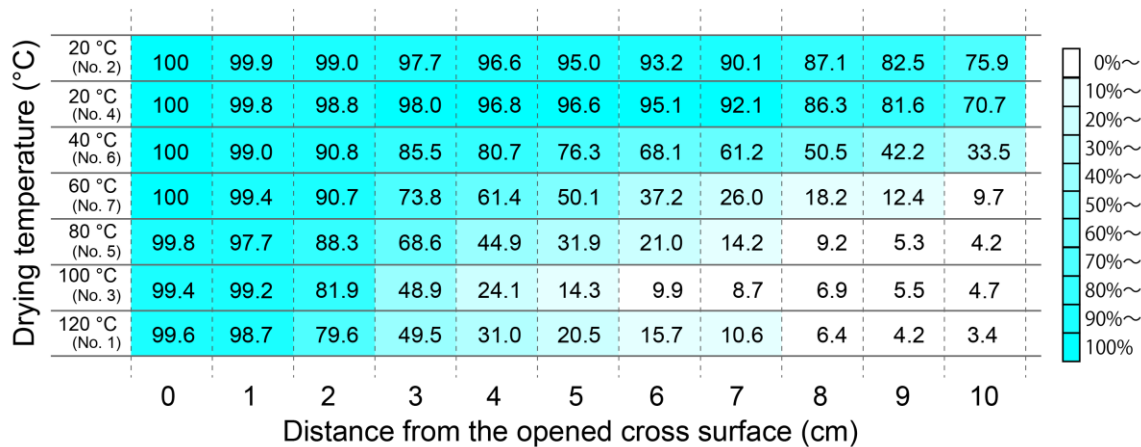 Drying temperature (°C)
20 °C
(No. 2)
100 99.9 99.0 97.7 96.6 95.0 93.2 90.1 87.1 82.5 75.9
20 °C
(No. 4)
100 99.8 98.8 98.0 96.8 96.6 95.1 92.1 86.3 81.6 70.7
40 °C
(No. 6)
100 99.0 90.8 85.5 80.7 76.3 68.1 61.2 50.5 42.2 33.5
60 °C
(No. 7)
100 99.4 90.7 73.8 61.4 50.1 37.2 26.0 18.2 12.4 9.7
80 °C
(No. 5)
99.8 97.7 88.3 68.6 44.9 31.9 21.0 14.2 9.2 5.3 4.2
100 °C
(No. 3)
99.4 99.2 81.9 48.9 24.1 14.3 9.9 8.7 6.9 5.5 4.7
120 °C
(No. 1)
99.6 98.7 79.6 49.5 31.0 20.5 15.7 10.6 6.4 4.2 3.4
0 1 2 3 4 5 6 7 8 9 10
Distance from the opened cross surface (cm)
0%～
10%～
20%～
30%～
40%～
50%～
60%～
70%～
80%～
90%～
100%